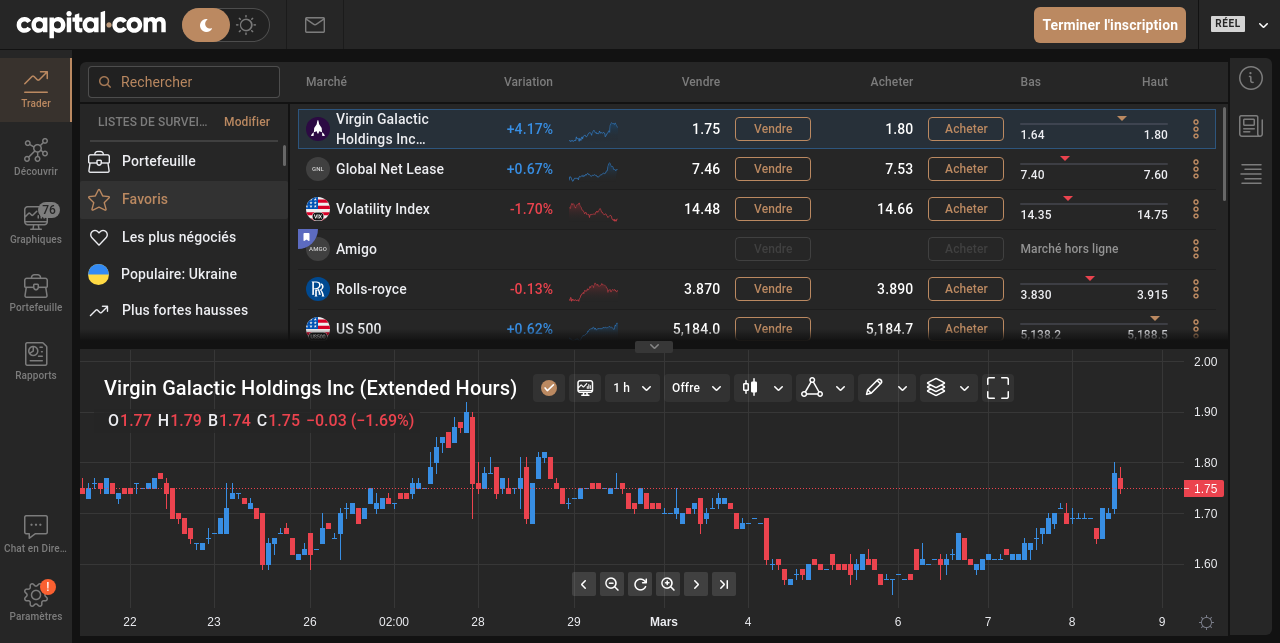 capital.com
Terminer l'inscription
RÉEL
Trader
Découvrir
76
Graphiques
Portefeuille
Rapports
Chat en Dire...
!
Paramètres
Rechercher
LISTES DE SURVEI... Modifier
Portefeuille
Favoris
Les plus négociés
Populaire: Ukraine
Plus fortes hausses
Marché Variation Vendre Acheter Bas Haut
Virgin Galactic
Holdings Inc... +4.17% 1.75 Vendre 1.80 Acheter 1.64 1.80
GNL Global Net Lease +0.67% 7.46 Vendre 7.53 Acheter 7.40 7.60
VIX Volatility Index -1.70% 14.48 Vendre 14.66 Acheter 14.35 14.75
AMGO Amigo Vendre Acheter Marché hors ligne
RR Rolls-royce -0.13% 3.870 Vendre 3.890 Acheter 3.830 3.915
US 500 +0.62% 5,184.0 Vendre 5,184.7 Acheter 5,138.2 5,188.5
Virgin Galactic Holdings Inc (Extended Hours) 1 h Offre
O1.77 H1.79 B1.74 C1.75 −0.03 (−1.69%)
2.00
1.90
1.80
1.75
1.70
1.60
22 23 26 02:00 28 29 Mars 4 6 7 8 9